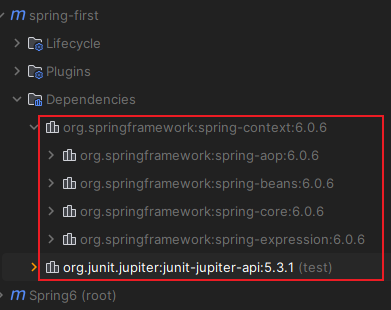 m spring-first
Lifecycle
Plugins
Dependencies
org.springframework:spring-context:6.0.6
org.springframework:spring-aop:6.0.6
org.springframework:spring-beans:6.0.6
org.springframework:spring-core:6.0.6
org.springframework:spring-expression:6.0.6
org.junit.jupiter:junit-jupiter-api:5.3.1 (test)
m Spring6 (root)